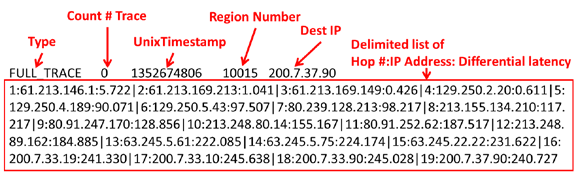 Count # Trace
Region Number
Type
UnixTimestamp
Dest IP
Delimited list of
Hop #:IP Address: Differential latency
FULL_TRACE 0 1352674806 10015 200.7.37.90
1:61.213.146.1:5.722|2:61.213.169.213:1.041|3:61.213.169.149:0.426|4:129.250.2.20:0.611|5:
129.250.4.189:90.071|6:129.250.5.43:97.507|7:80.239.128.213:98.217|8:213.155.134.210:117.
217|9:80.91.247.170:128.856|10:213.248.80.14:155.167|11:80.91.252.62:187.517|12:213.248.
89.162:184.885|13:63.245.5.61:222.085|14:63.245.5.75:224.174|15:63.245.22.22:231.622|16:
200.7.33.19:241.330|17:200.7.33.10:245.638|18:200.7.33.90:245.028|19:200.7.37.90:240.727